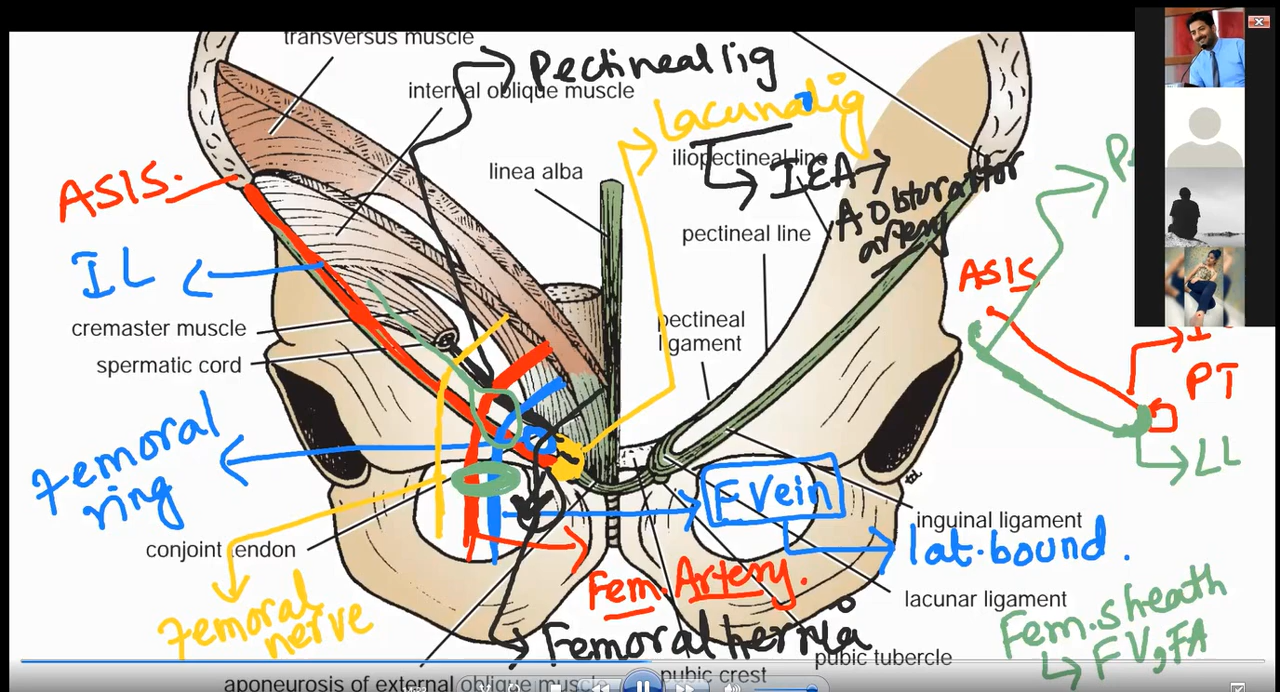 transversus muscle
Pectineal lig
internal oblique muscle
Lacunar lig
linea alba
iliopectineal line
IEA →
A Obturator
artery
ASIS.
pectineal line
IL
ASIS
cremaster muscle
pectineal
ligament
spermatic cord
PT
Femoral
ring
LL
F Vein
inguinal ligament
conjoint tendon
lat. bound.
Fem. Artery.
Femoral
nerve
lacunar ligament
Fem. sheath
FV, FA
Femoral hernia
pubic tubercle
pubic crest
aponeurosis of external oblique muscle